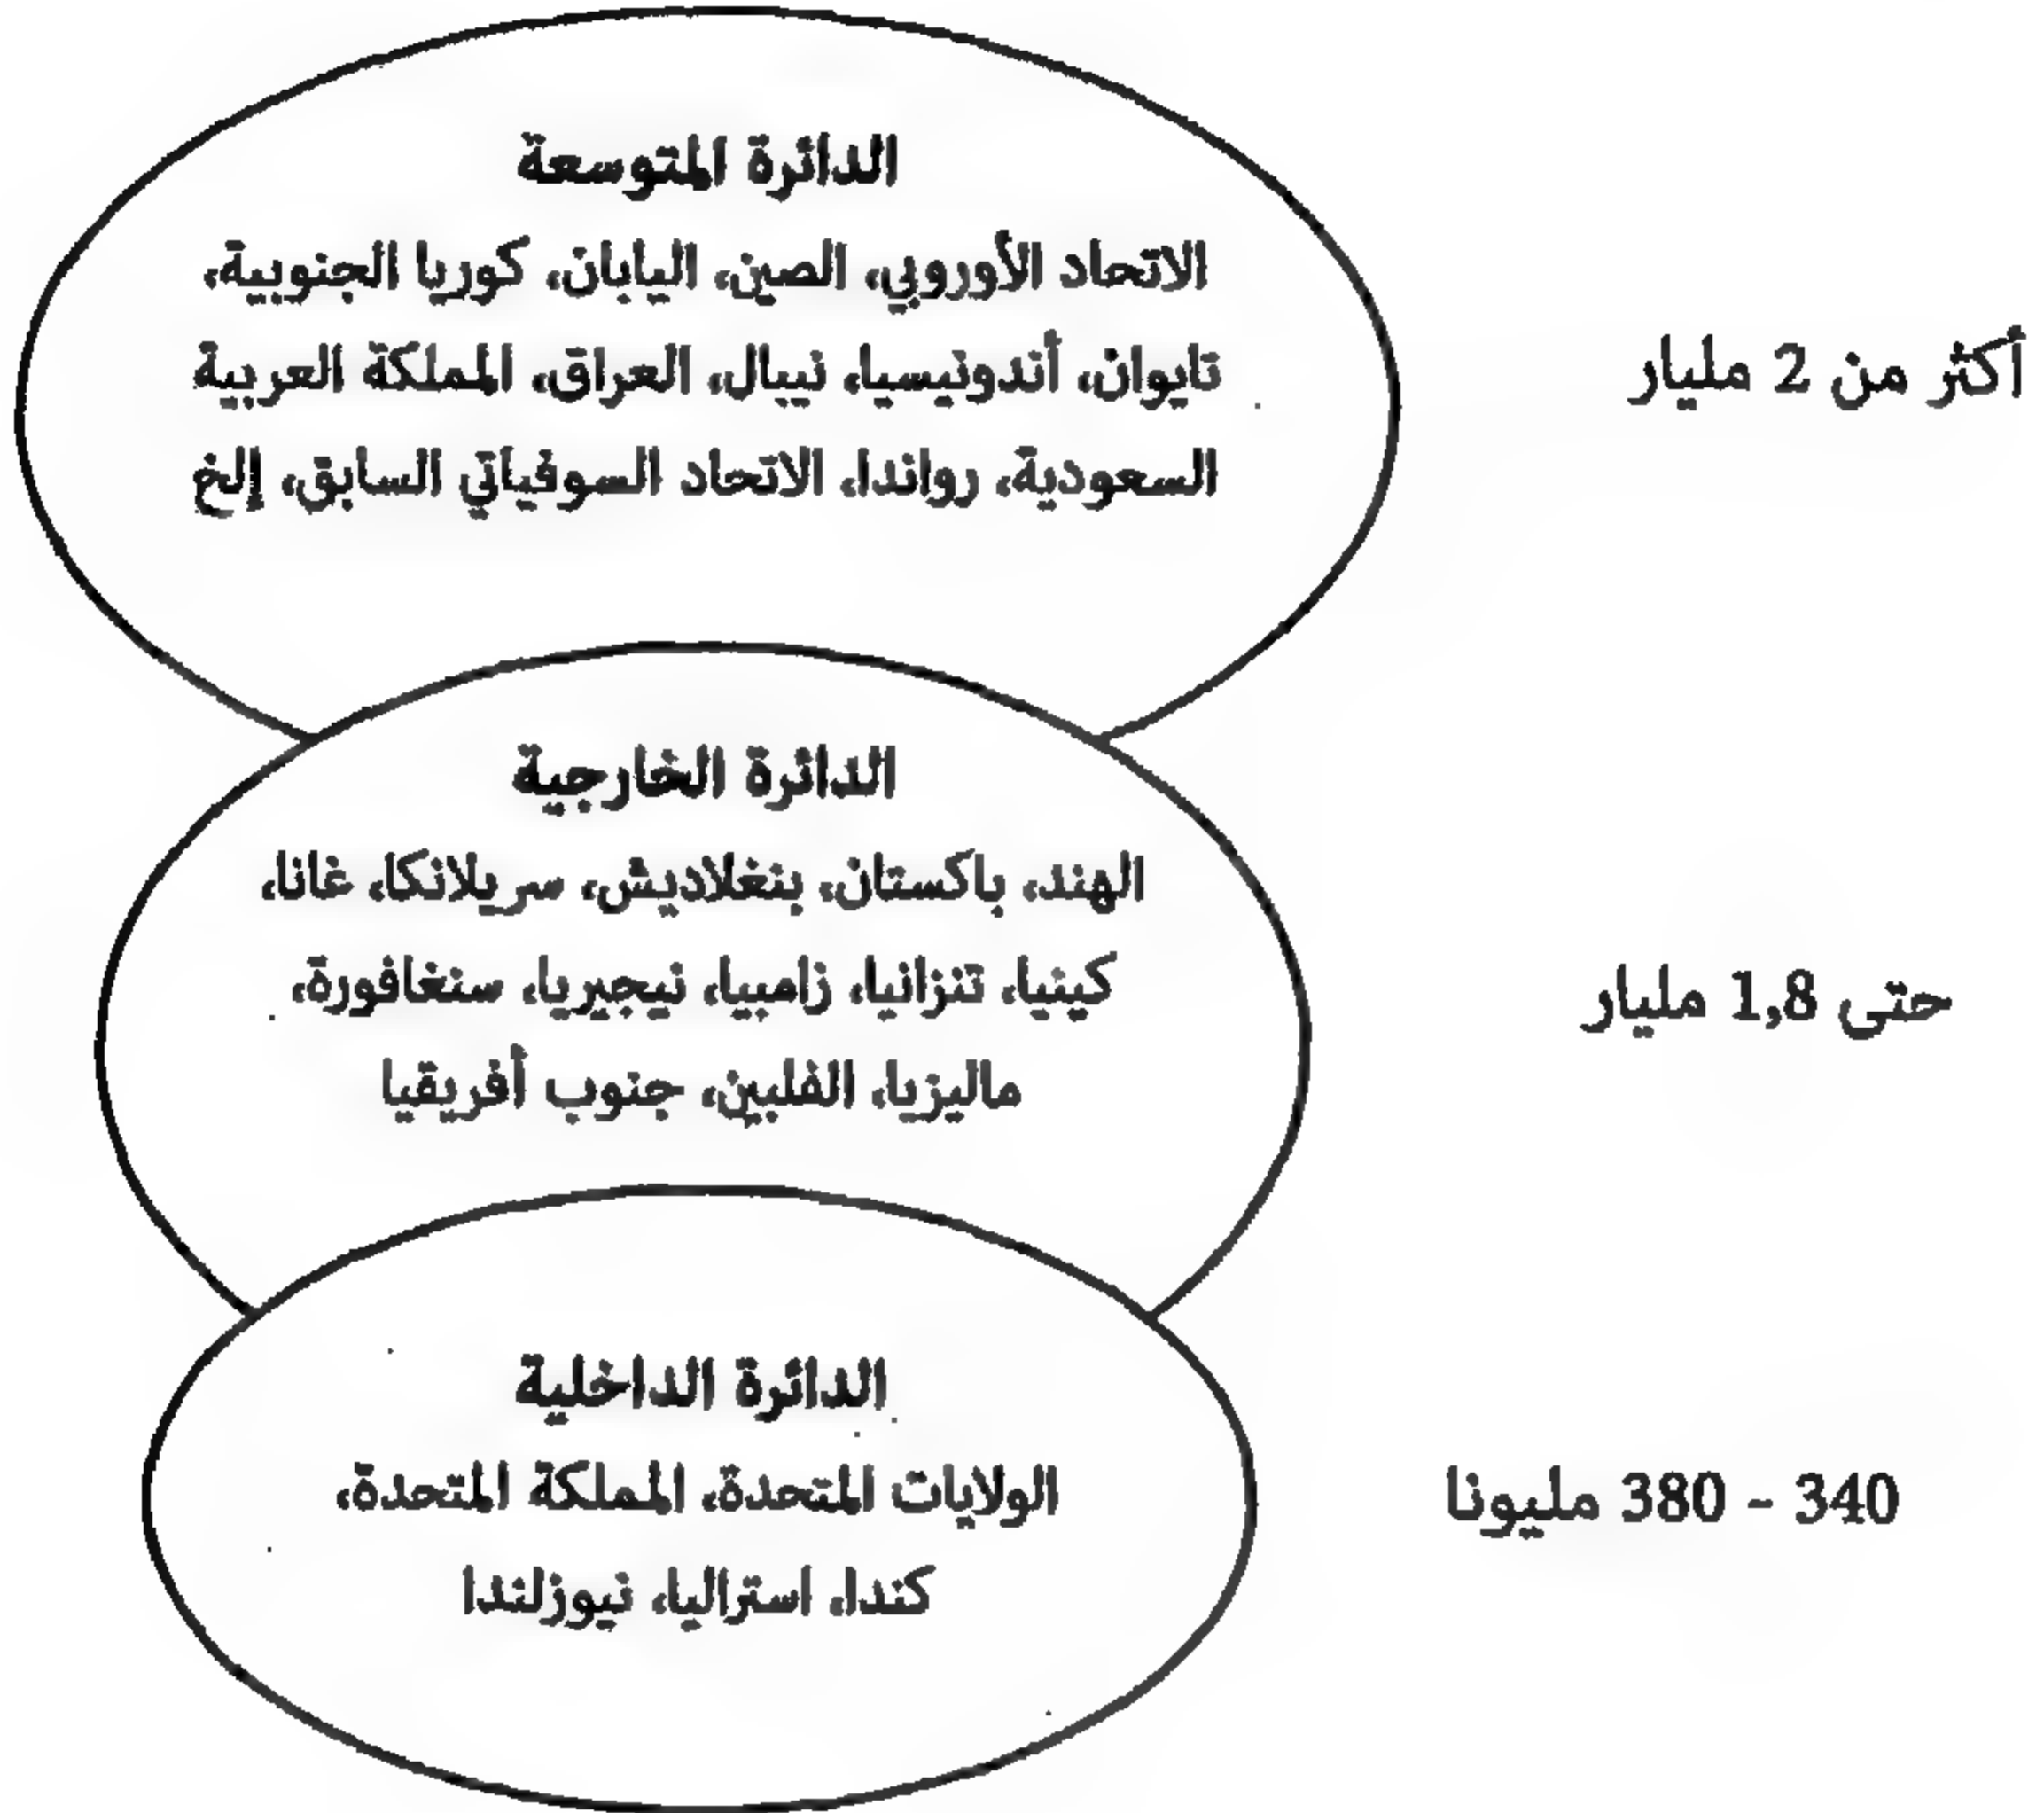 الدائرة المتوسعة
الاتحاد الأوروبي، الصين، اليابان، كوريا الجنوبية،
تايوان، أندونيسيا، نيبال، العراق، المملكة العربية
السعودية، رواندا، الاتحاد السوفياتي السابق، إلخ
أكثر من 2 مليار
الدائرة الخارجية
الهند، باكستان، بنغلاديش، سريلانكا، غانا،
كينيا، تنزانيا، زامبيا، نيجيريا، سنغافورة،
ماليزيا، الفلبين، جنوب أفريقيا
حتى 1,8 مليار
الدائرة الداخلية
الولايات المتحدة، المملكة المتحدة،
كندا، استراليا، نيوزلندا
340 - 380 مليونا